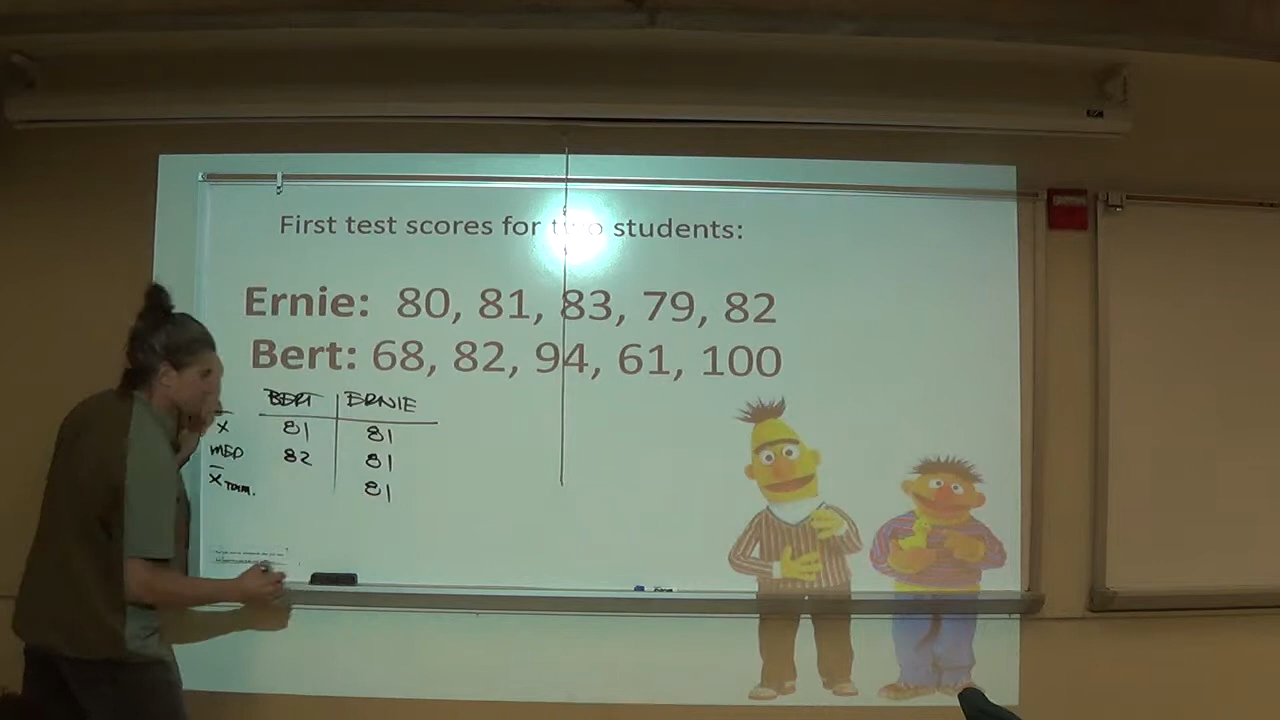 First test scores for two students:
Ernie: 80, 81, 83, 79, 82
Bert: 68, 82, 94, 61, 100
BERT ERNIE
x̄ 81 81
MED 82 81
x̄ 81